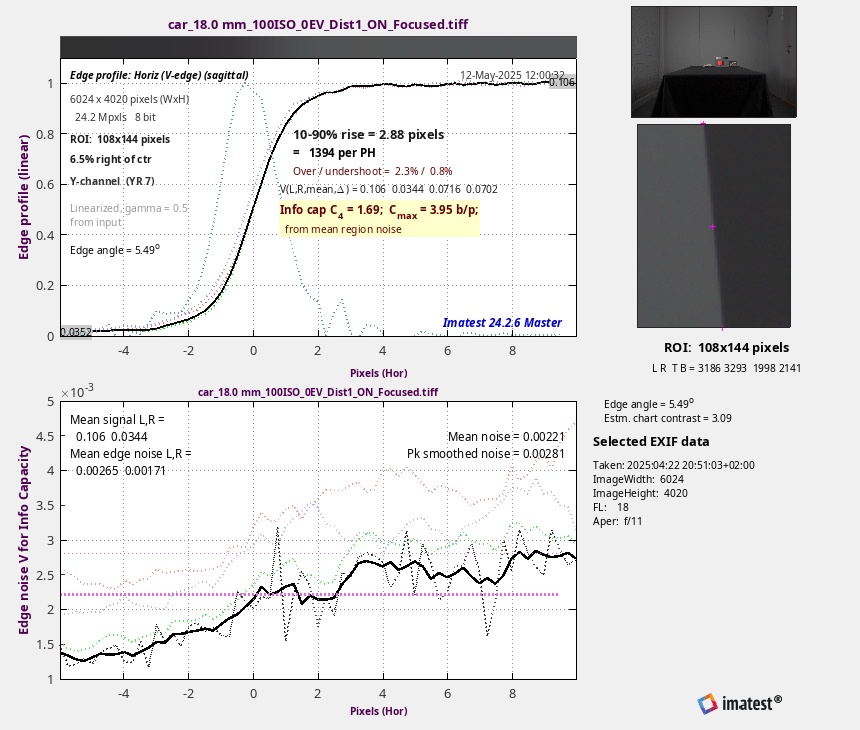 car_18.0 mm_100ISO_0EV_Dist1_ON_Focused.tiff
Edge profile: Horiz (V-edge) (sagittal)
12-May-2025 12:00:32
0.106
6024 x 4020 pixels (WxH)
24.2 Mpxls   8 bit
ROI:  108x144 pixels
6.5% right of ctr
Y-channel  (YR 7)
Linearized, gamma = 0.5
from input
Edge angle = 5.49o
10-90% rise = 2.88 pixels
=   1394 per PH
Over / undershoot =  2.3% /  0.8%
V(L,R,mean,Δ) = 0.106  0.0344  0.0716  0.0702
Info cap C4 = 1.69;  Cmax = 3.95 b/p;
from mean region noise
0.0352
Imatest 24.2.6 Master
Edge profile (linear)
1
0.8
0.6
0.4
0.2
0
-4 -2 0 2 4 6 8
Pixels (Hor)
ROI:  108x144 pixels
L R  T B = 3186 3293  1998 2141
×10-3
car_18.0 mm_100ISO_0EV_Dist1_ON_Focused.tiff
Mean signal L,R =
0.106  0.0344
Mean edge noise L,R =
0.00265  0.00171
Mean noise = 0.00221
Pk smoothed noise = 0.00281
Edge noise V for Info Capacity
5
4.5
4
3.5
3
2.5
2
1.5
1
-4 -2 0 2 4 6 8
Pixels (Hor)
Edge angle = 5.49o
Estm. chart contrast = 3.09
Selected EXIF data
Taken: 2025:04:22 20:51:03+02:00
ImageWidth:  6024
ImageHeight:  4020
FL:    18
Aper:  f/11
imatest®